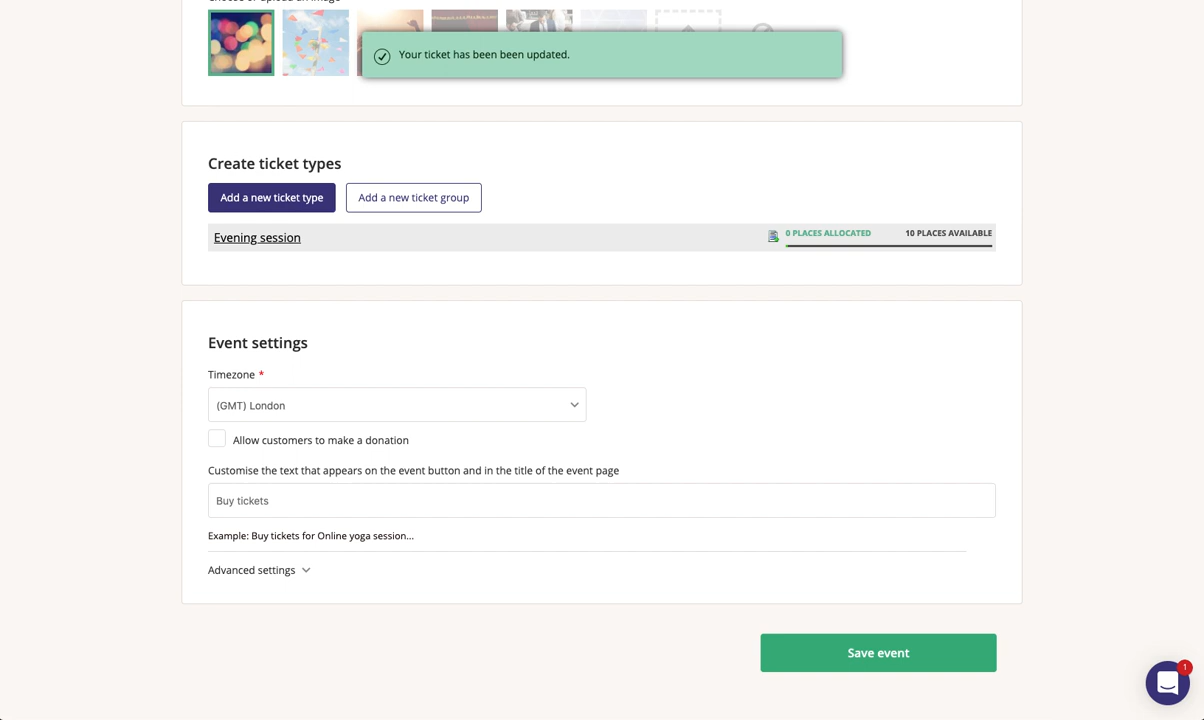 Your ticket has been been updated.
Create ticket types
Add a new ticket type
Add a new ticket group
Evening session
0 PLACES ALLOCATED
10 PLACES AVAILABLE
Event settings
Timezone *
(GMT) London
Allow customers to make a donation
Customise the text that appears on the event button and in the title of the event page
Buy tickets
Example: Buy tickets for Online yoga session...
Advanced settings
Save event
1